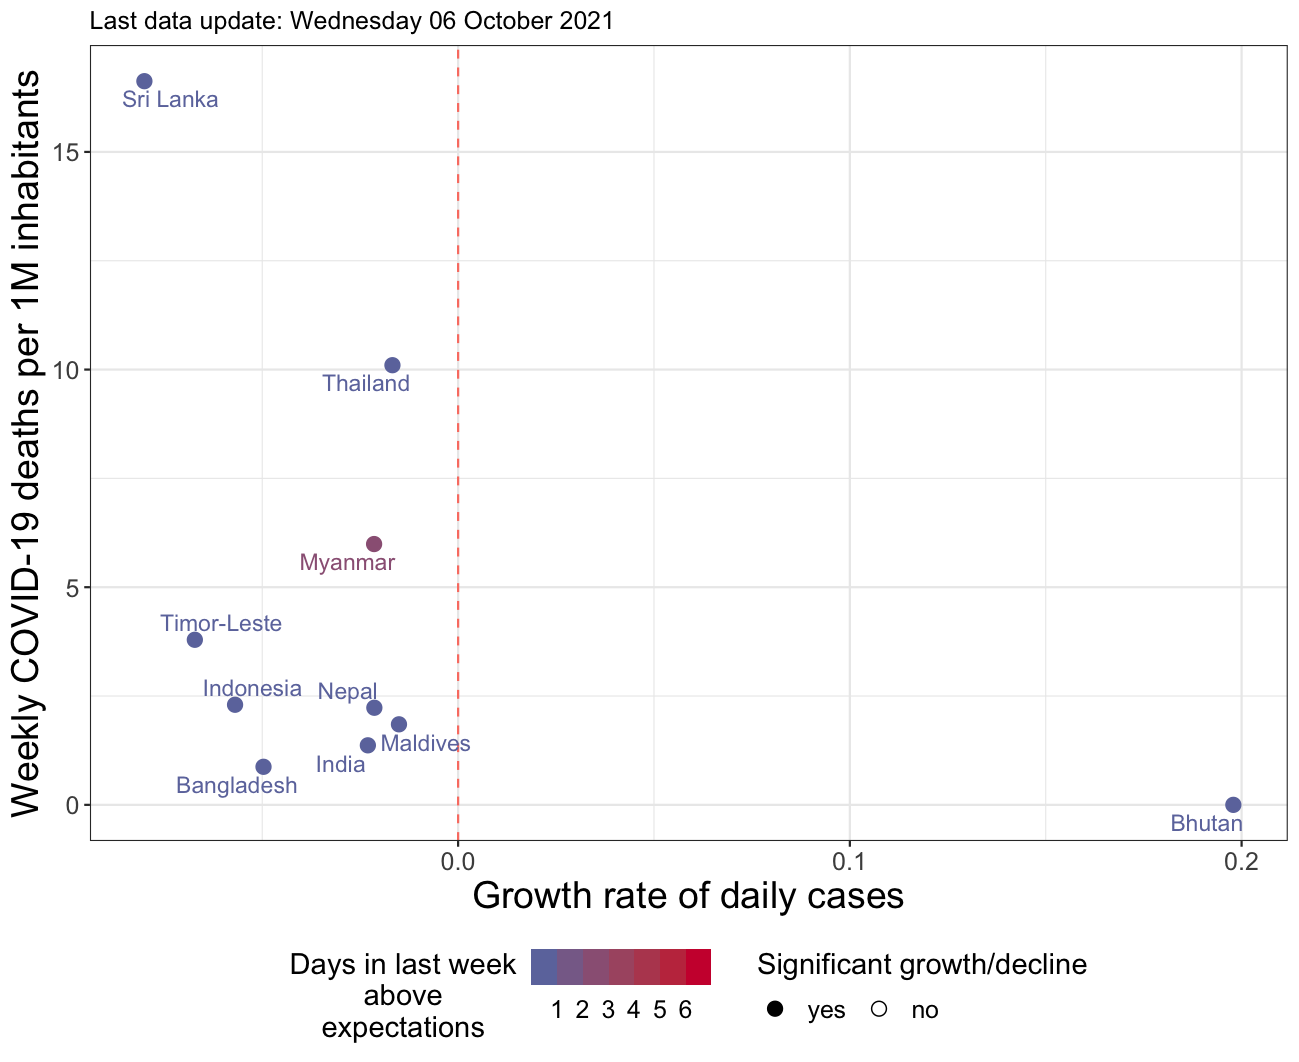 Last data update: Wednesday 06 October 2021
Weekly COVID-19 deaths per 1M inhabitants
15
10
5
0
Sri Lanka
Thailand
Myanmar
Timor-Leste
Indonesia
Nepal
Maldives
India
Bangladesh
Bhutan
0.0
0.1
0.2
Growth rate of daily cases
Days in last week
above
expectations
1 2 3 4 5 6
Significant growth/decline
yes no